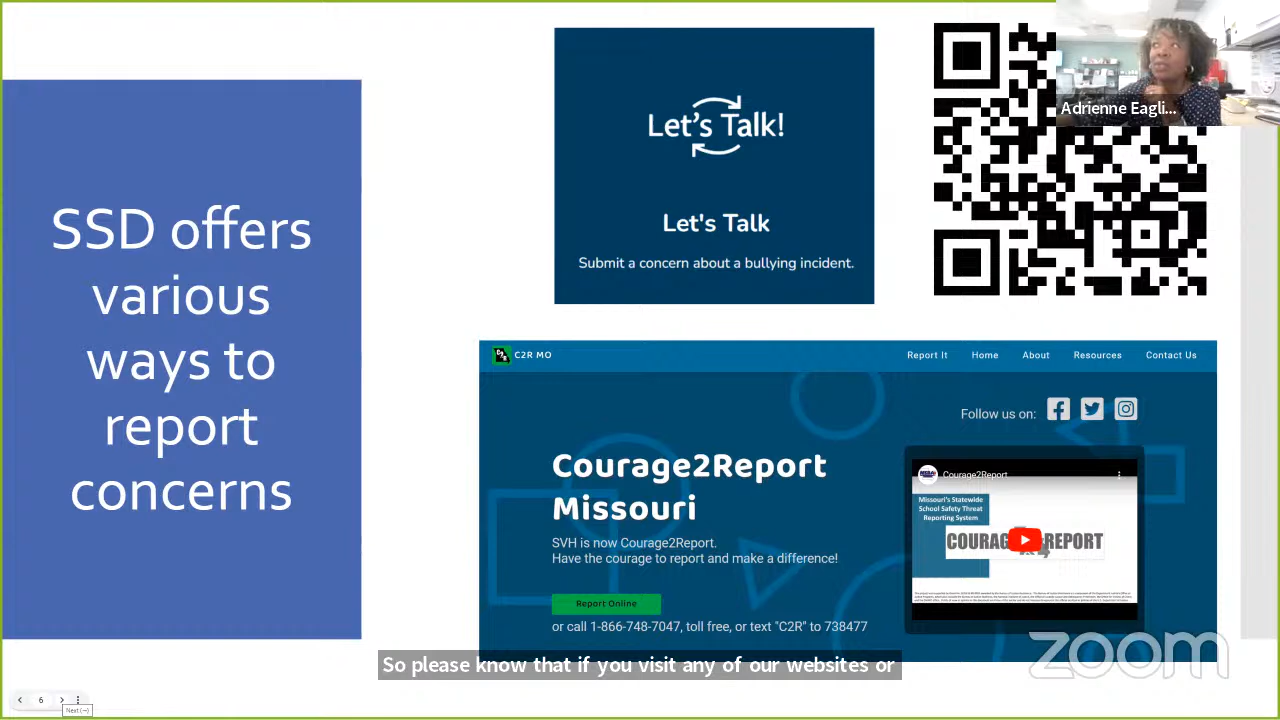 SSD offers
various
ways to
report
concerns
Let's Talk!
Let's Talk
Submit a concern about a bullying incident.
Adrienne Eagli...
C2R MO
Report It Home About Resources Contact Us
Follow us on:
Courage2Report
Missouri
SVH is now Courage2Report.
Have the courage to report and make a difference!
Report Online
or call 1-866-748-7047, toll free, or text "C2R" to 738477
Courage2Report
Missouri's Statewide
School Safety Threat
Reporting System
zoom
So please know that if you visit any of our websites or
6
Next (→)